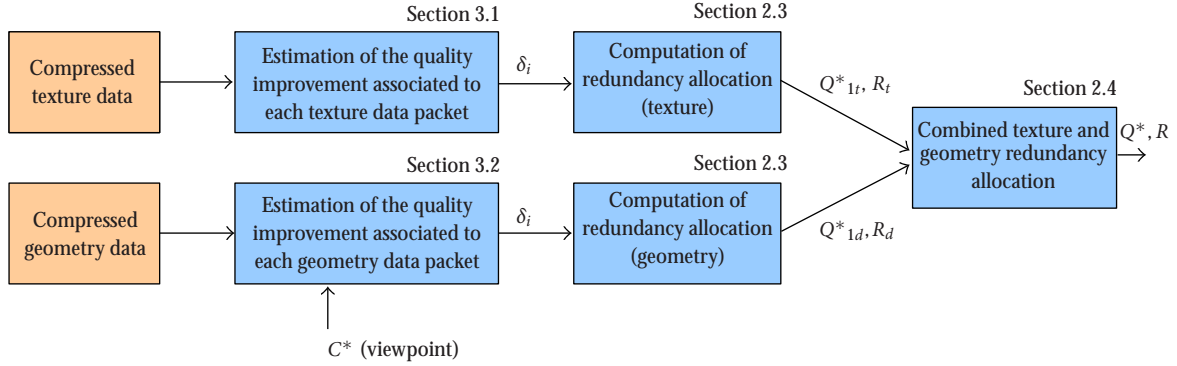 Section 3.1
Section 2.3
Compressed
texture data
Estimation of the quality
improvement associated to
each texture data packet
δi
Computation of
redundancy allocation
(texture)
Q*1t, Rt
Section 2.4
Combined texture and
geometry redundancy
allocation
Q*, R
Section 3.2
Section 2.3
Compressed
geometry data
Estimation of the quality
improvement associated to
each geometry data packet
δi
Computation of
redundancy allocation
(geometry)
Q*1d, Rd
C* (viewpoint)